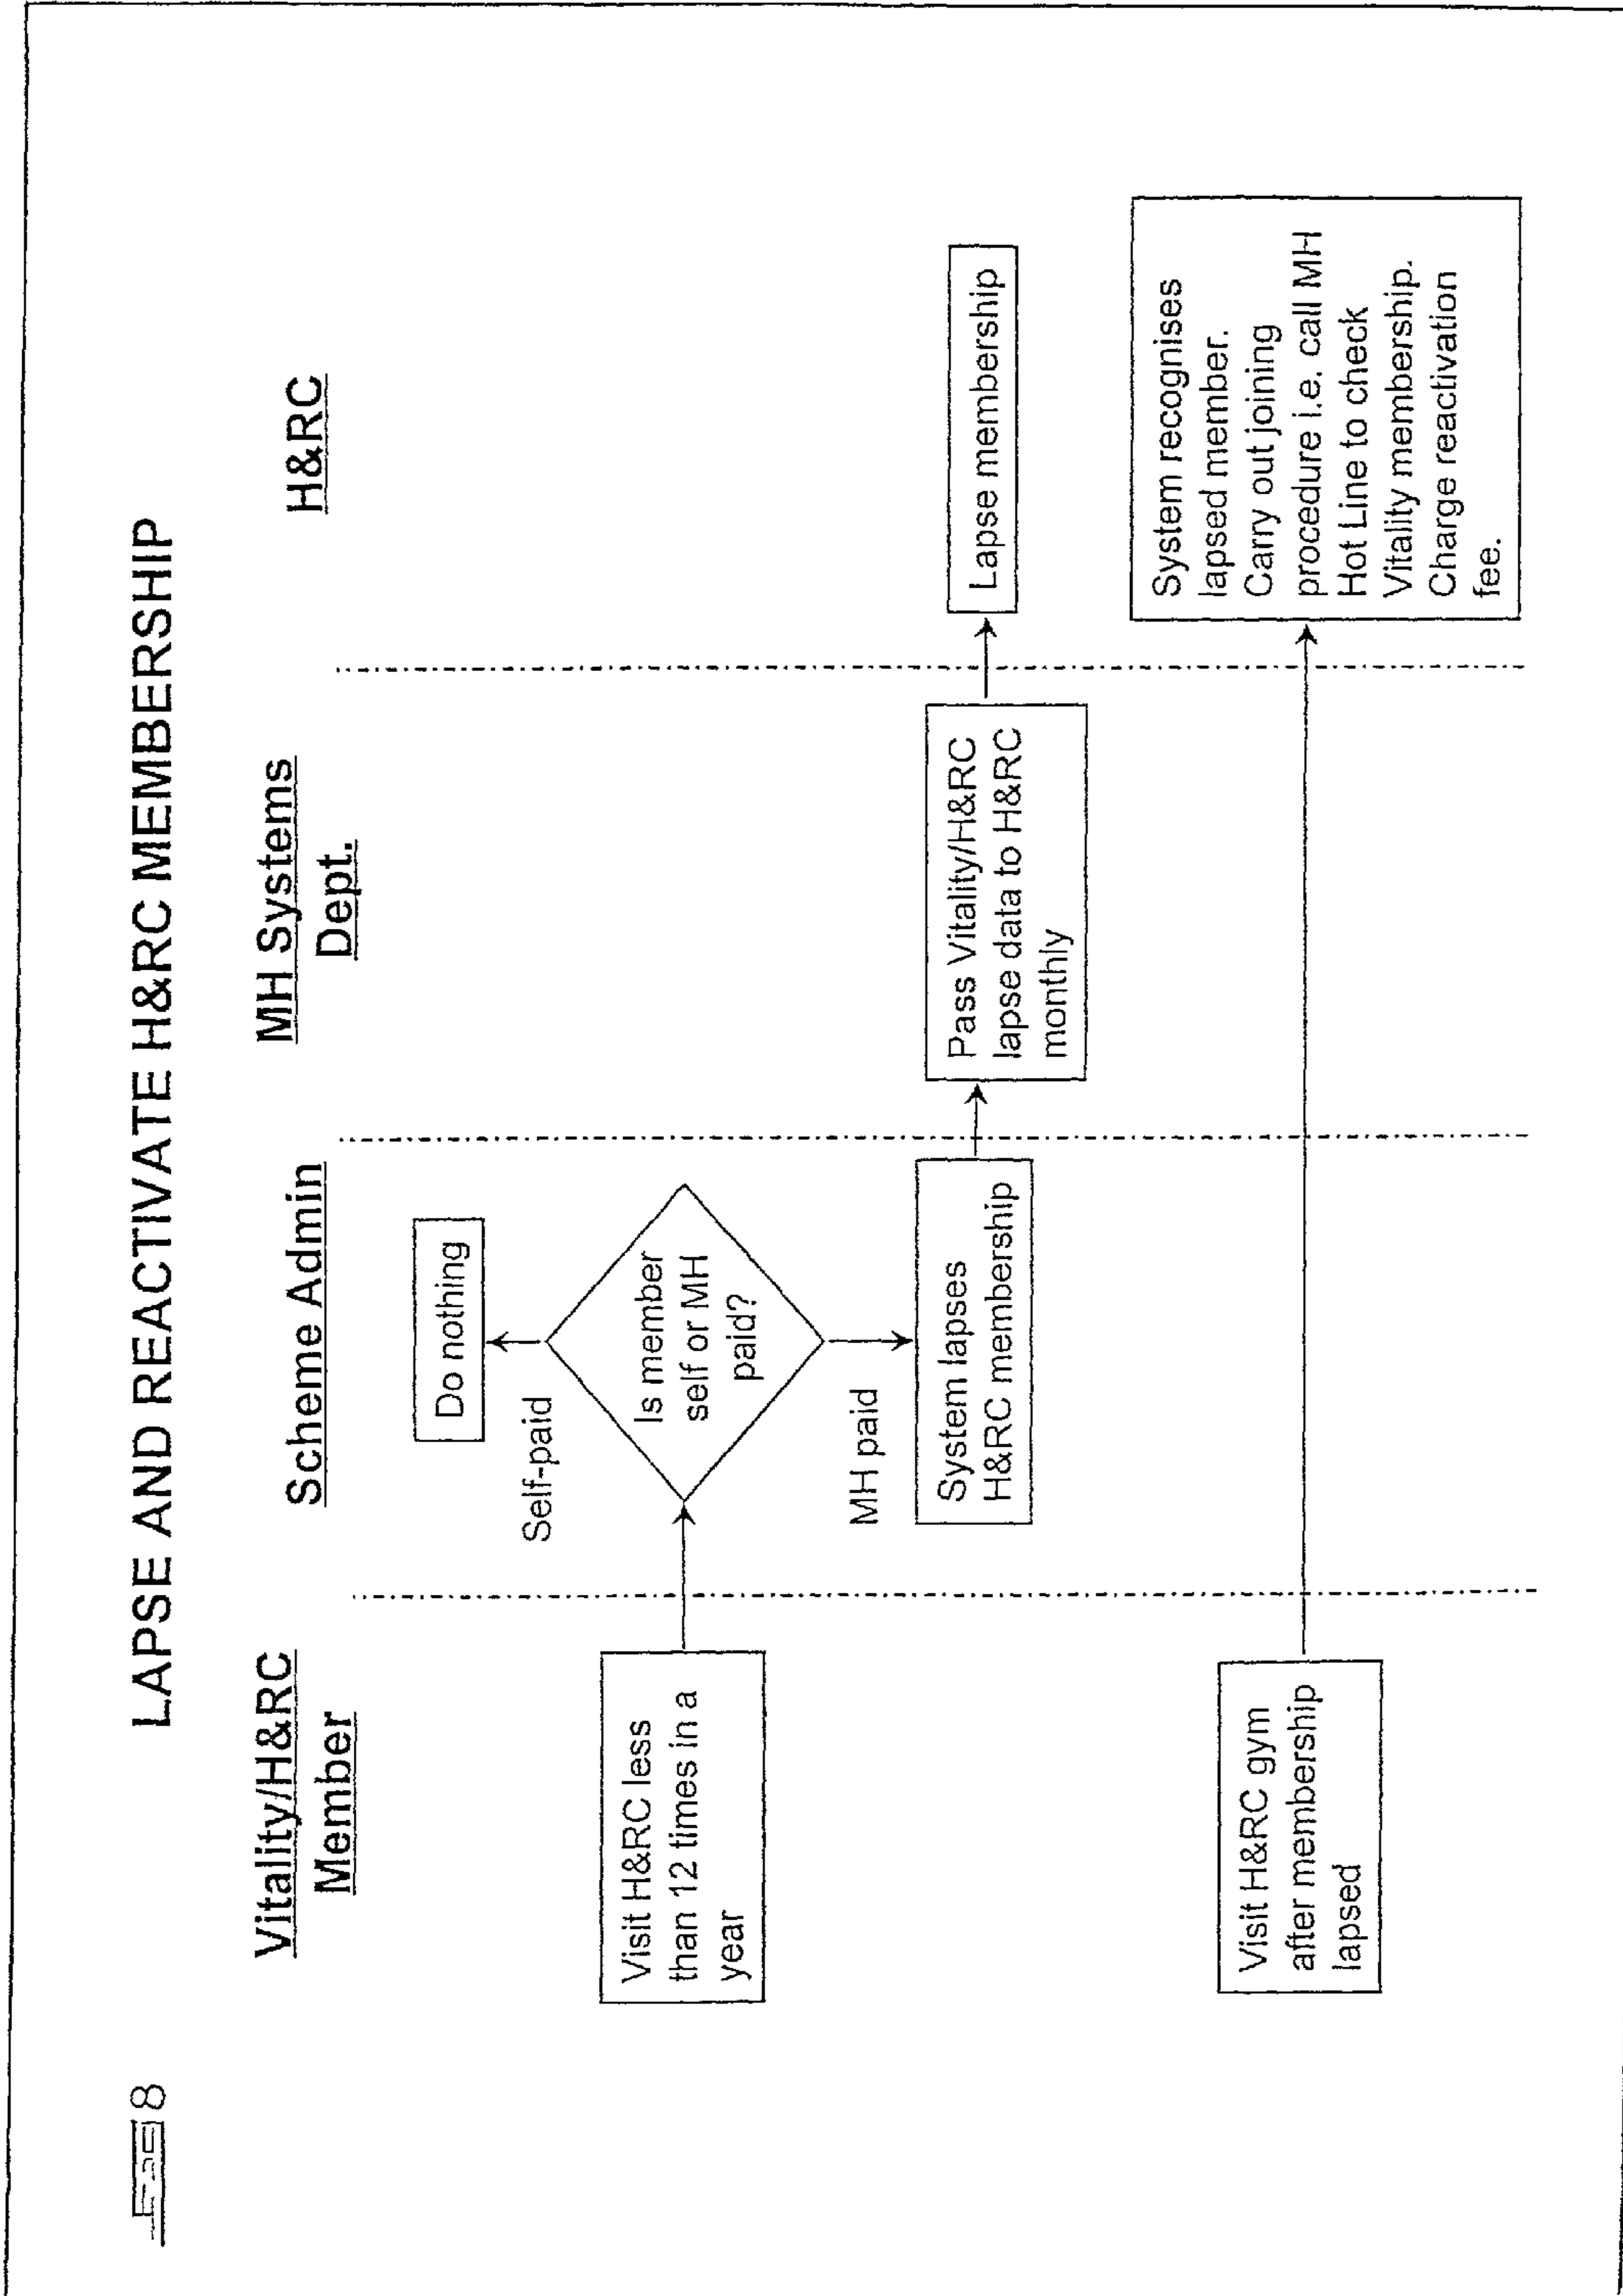 8
LAPSE AND REACTIVATE H&RC MEMBERSHIP
Vitality/H&RC
Member
Scheme Admin
MH Systems
Dept.
H&RC
Do nothing
Self-paid
Visit H&RC less
than 12 times in a
year
Is member
self or MH
paid?
MH paid
System lapses
H&RC membership
Pass Vitality/H&RC
lapse data to H&RC
monthly
Lapse membership
Visit H&RC gym
after membership
lapsed
System recognises
lapsed member.
Carry out joining
procedure i.e. call MH
Hot Line to check
Vitality membership.
Charge reactivation
fee.